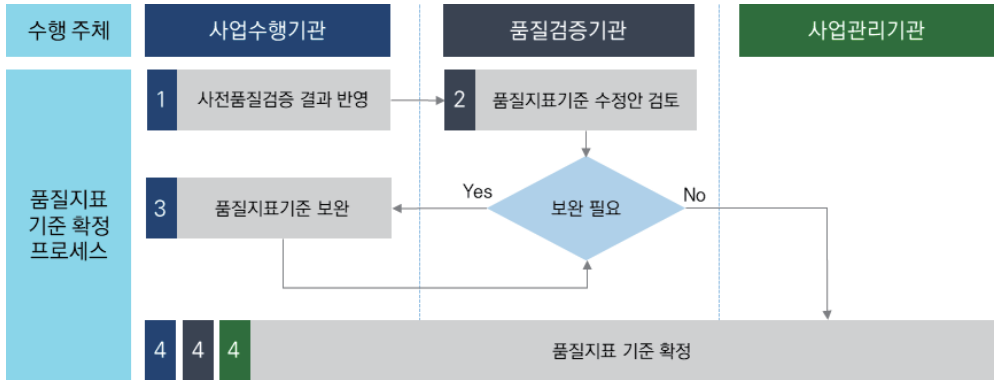 수행 주체
사업수행기관
품질검증기관
사업관리기관
품질지표
기준 확정
프로세스
1
사전품질검증 결과 반영
2
품질지표기준 수정안 검토
3
품질지표기준 보완
Yes
보완 필요
No
4
4
4
품질지표 기준 확정